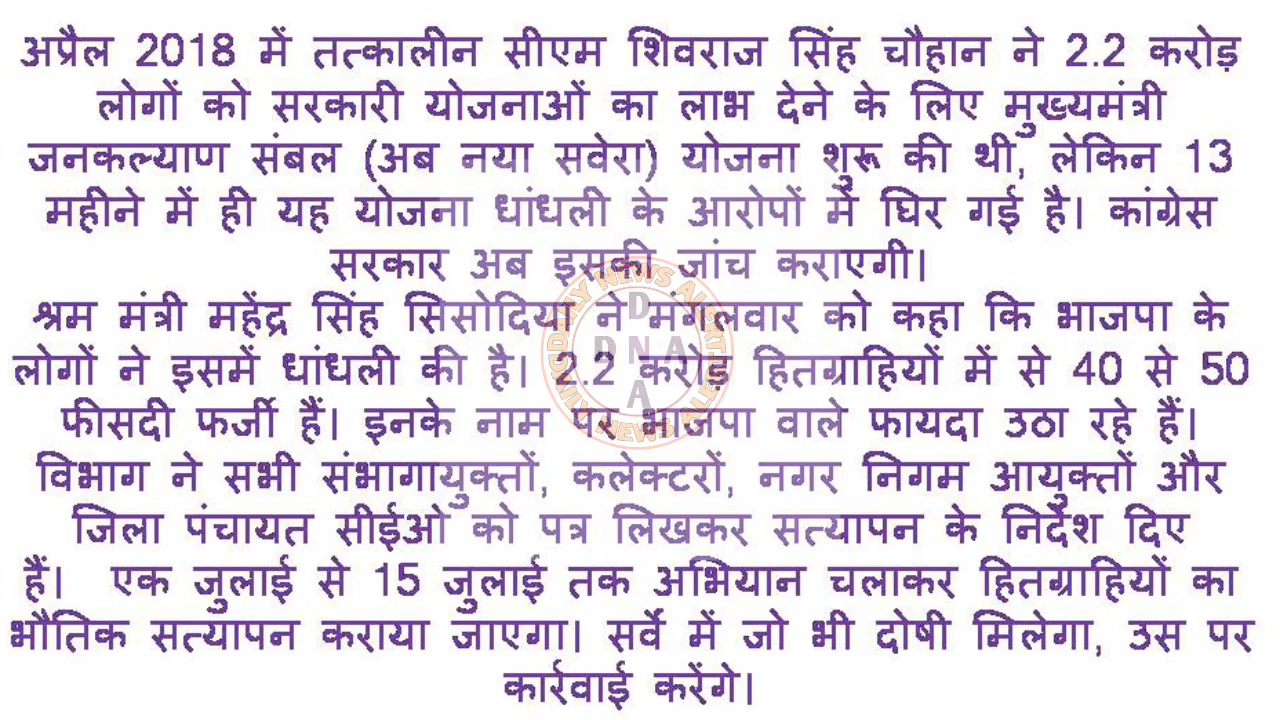 अप्रैल 2018 में तत्कालीन सीएम शिवराज सिंह चौहान ने 2.2 करोड़
लोगों को सरकारी योजनाओं का लाभ देने के लिए मुख्यमंत्री
जनकल्याण संबल (अब नया सवेरा) योजना शुरू की थी, लेकिन 13
महीने में ही यह योजना धांधली के आरोपों में घिर गई है। कांग्रेस
सरकार अब इसकी जांच कराएगी।
श्रम मंत्री महेंद्र सिंह सिसोदिया ने मंगलवार को कहा कि भाजपा के
लोगों ने इसमें धांधली की है। 2.2 करोड़ हितग्राहियों में से 40 से 50
फीसदी फर्जी हैं। इनके नाम पर भाजपा वाले फायदा उठा रहे हैं।
विभाग ने सभी संभागायुक्तों, कलेक्टरों, नगर निगम आयुक्तों और
जिला पंचायत सीईओ को पत्र लिखकर सत्यापन के निर्देश दिए
हैं। एक जुलाई से 15 जुलाई तक अभियान चलाकर हितग्राहियों का
भौतिक सत्यापन कराया जाएगा। सर्वे में जो भी दोषी मिलेगा, उस पर
कार्रवाई करेंगे।
DAILY NEWS ALERT
D
DNA
A